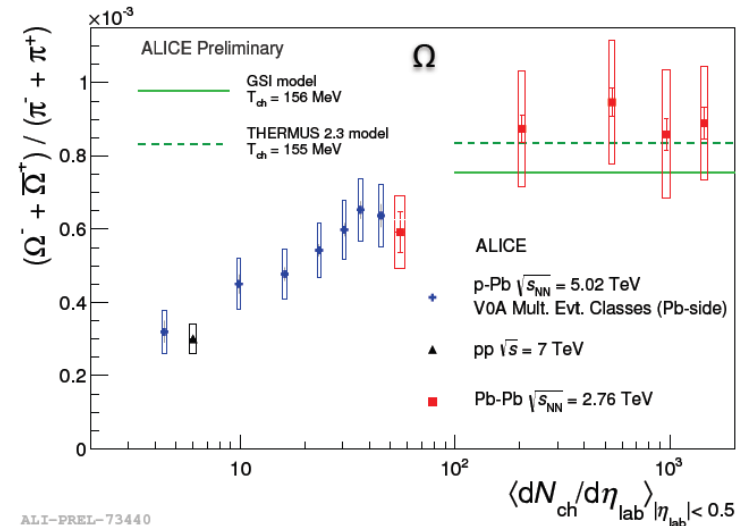 ×10⁻³
ALICE Preliminary
Ω
GSI model
T_ch = 156 MeV
THERMUS 2.3 model
T_ch = 155 MeV
(Ω⁻ + Ω̅⁺) / (π⁻ + π⁺)
1
0.8
0.6
0.4
0.2
0
ALICE
p-Pb √s_NN = 5.02 TeV
V0A Mult. Evt. Classes (Pb-side)
pp √s = 7 TeV
Pb-Pb √s_NN = 2.76 TeV
10
10²
10³
⟨dN_ch/dη_lab⟩_|η_lab|< 0.5
ALI-PREL-73440